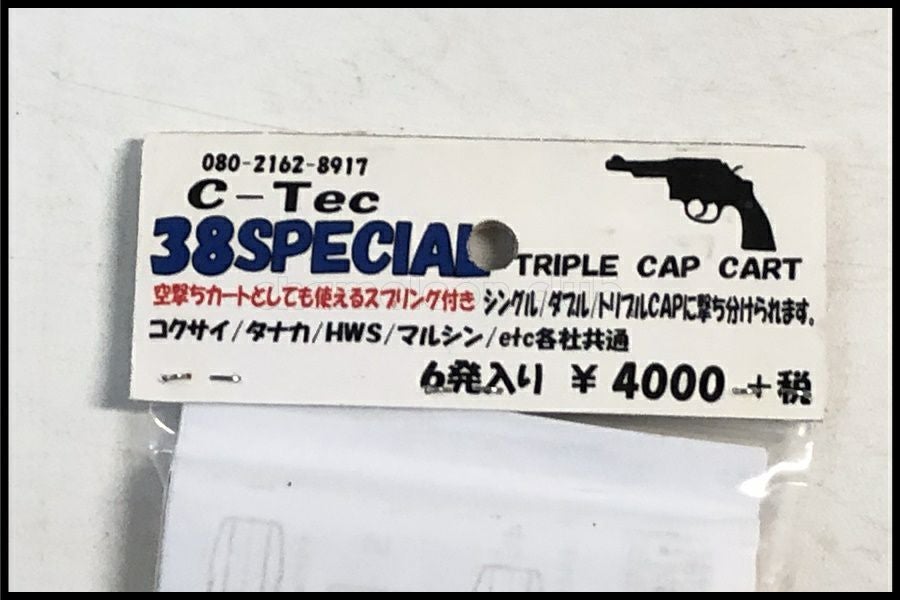 080-2162-8917
C-Tec
38SPECIAL TRIPLE CAP CART
空撃ちカートとしても使えるスプリング付き シングル/ダブル/トリプルCAPに撃ち分けられます。
コクサイ/タナカ/HWS/マルシン/etc各社共通
6発入り ¥4000+税